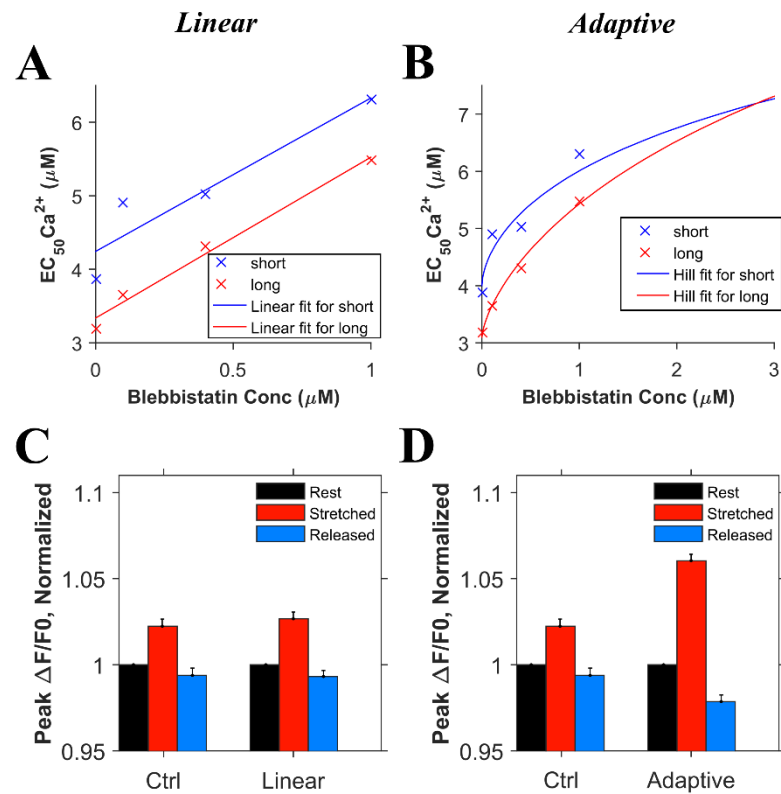 Linear
Adaptive
A
B
EC50Ca2+ (μM)
6
5
4
3
short
long
Linear fit for short
Linear fit for long
0
0.5
1
Blebbistatin Conc (μM)
EC50Ca2+ (μM)
7
6
5
4
3
short
long
Hill fit for short
Hill fit for long
0
1
2
3
Blebbistatin Conc (μM)
C
D
Peak ΔF/F0, Normalized
1.1
1.05
1
0.95
Rest
Stretched
Released
Ctrl
Linear
Peak ΔF/F0, Normalized
1.1
1.05
1
0.95
Rest
Stretched
Released
Ctrl
Adaptive